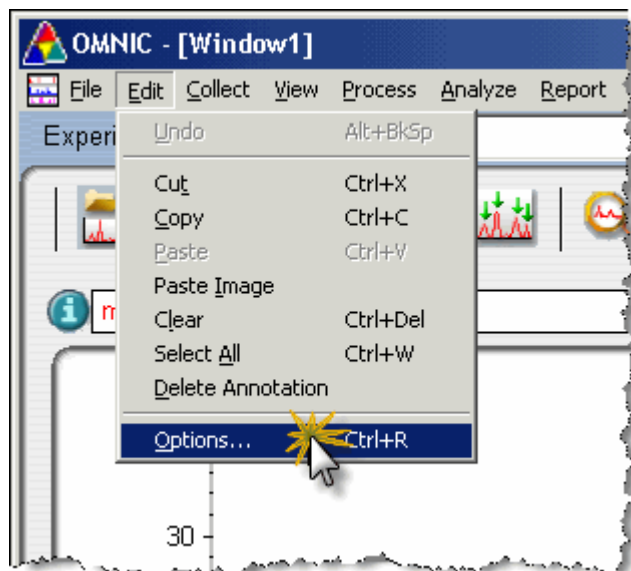 OMNIC - [Window1]
File Edit Collect View Process Analyze Report
Experi
Undo Alt+BkSp
Cut Ctrl+X
Copy Ctrl+C
Paste Ctrl+V
Paste Image
Clear Ctrl+Del
Select All Ctrl+W
Delete Annotation
Options... Ctrl+R
30